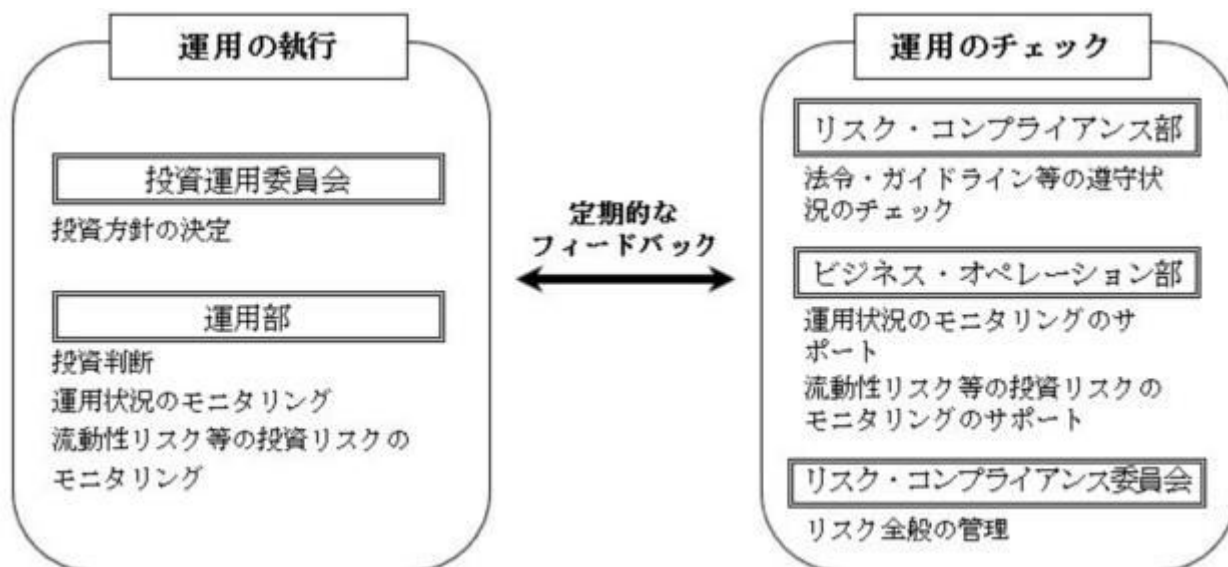 運用の執行
投資運用委員会
投資方針の決定
運用部
投資判断
運用状況のモニタリング
流動性リスク等の投資リスクの
モニタリング
定期的な
フィードバック
運用のチェック
リスク・コンプライアンス部
法令・ガイドライン等の遵守状
況のチェック
ビジネス・オペレーション部
運用状況のモニタリングのサ
ポート
流動性リスク等の投資リスクの
モニタリングのサポート
リスク・コンプライアンス委員会
リスク全般の管理